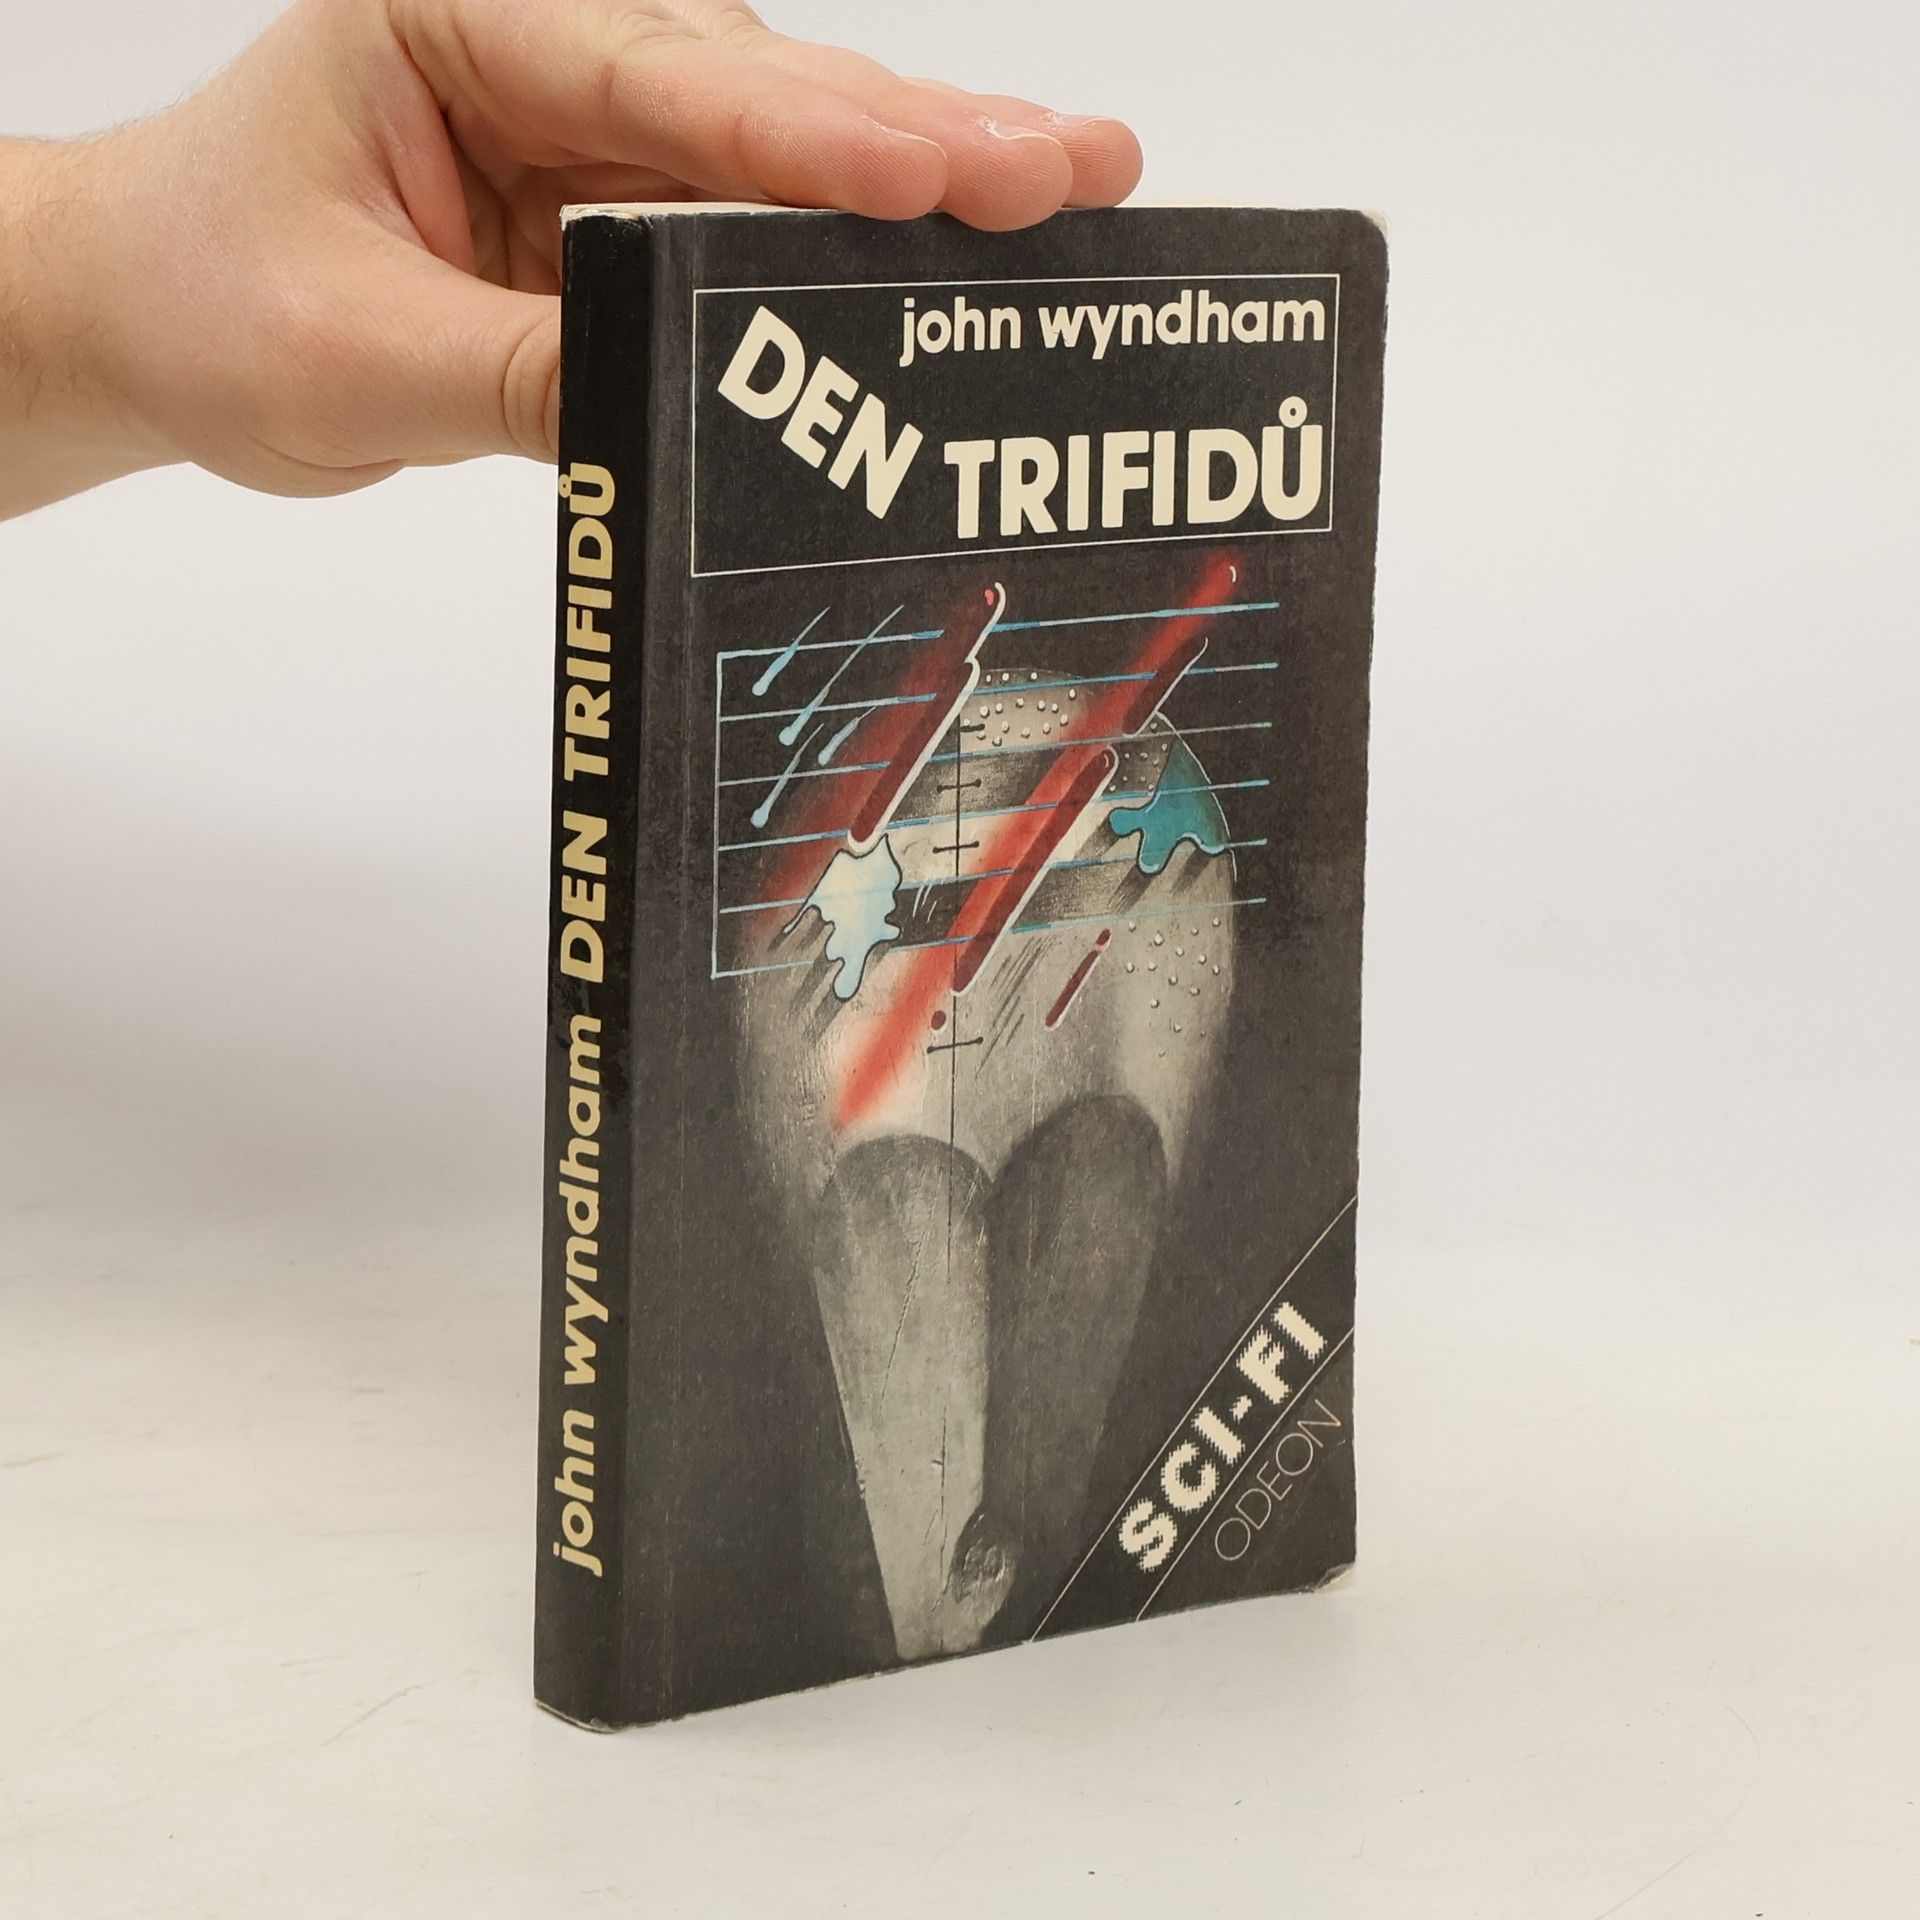 john wyndham
DEN
TRIFIDŮ
SCI-FI
ODEON
john wyndham DEN TRIFIDŮ